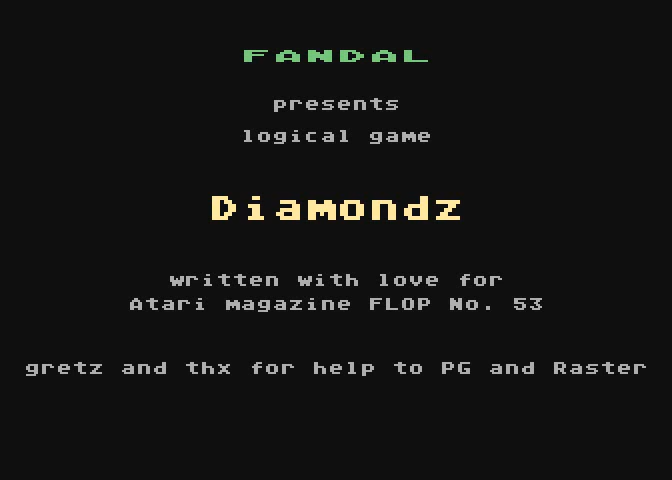 FANDAL
presents
logical game
Diamondz
written with love for
Atari magazine FLOP No. 53
gretz and thx for help to PG and Raster